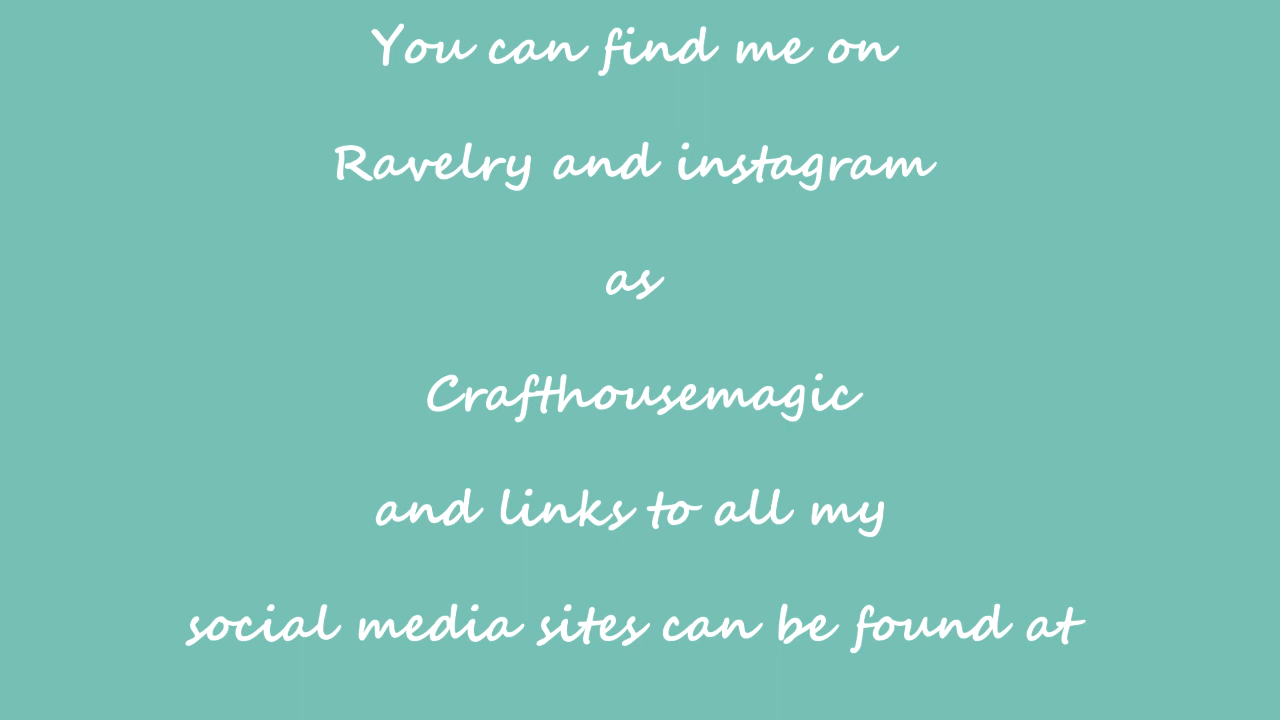 You can find me on
Ravelry and instagram
as
Crafthousemagic
and links to all my
social media sites can be found at